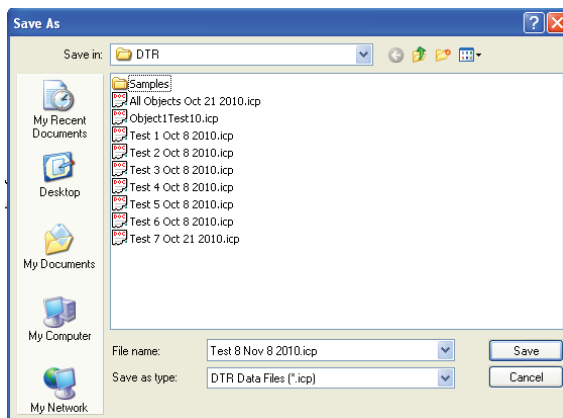 Save As
Save in:
DTR
My Recent
Documents
Desktop
My Documents
My Computer
My Network
Samples
All Objects Oct 21 2010.icp
Object1Test10.icp
Test 1 Oct 8 2010.icp
Test 2 Oct 8 2010.icp
Test 3 Oct 8 2010.icp
Test 4 Oct 8 2010.icp
Test 5 Oct 8 2010.icp
Test 6 Oct 8 2010.icp
Test 7 Oct 21 2010.icp
File name:
Test 8 Nov 8 2010.icp
Save
Save as type:
DTR Data Files (*.icp)
Cancel